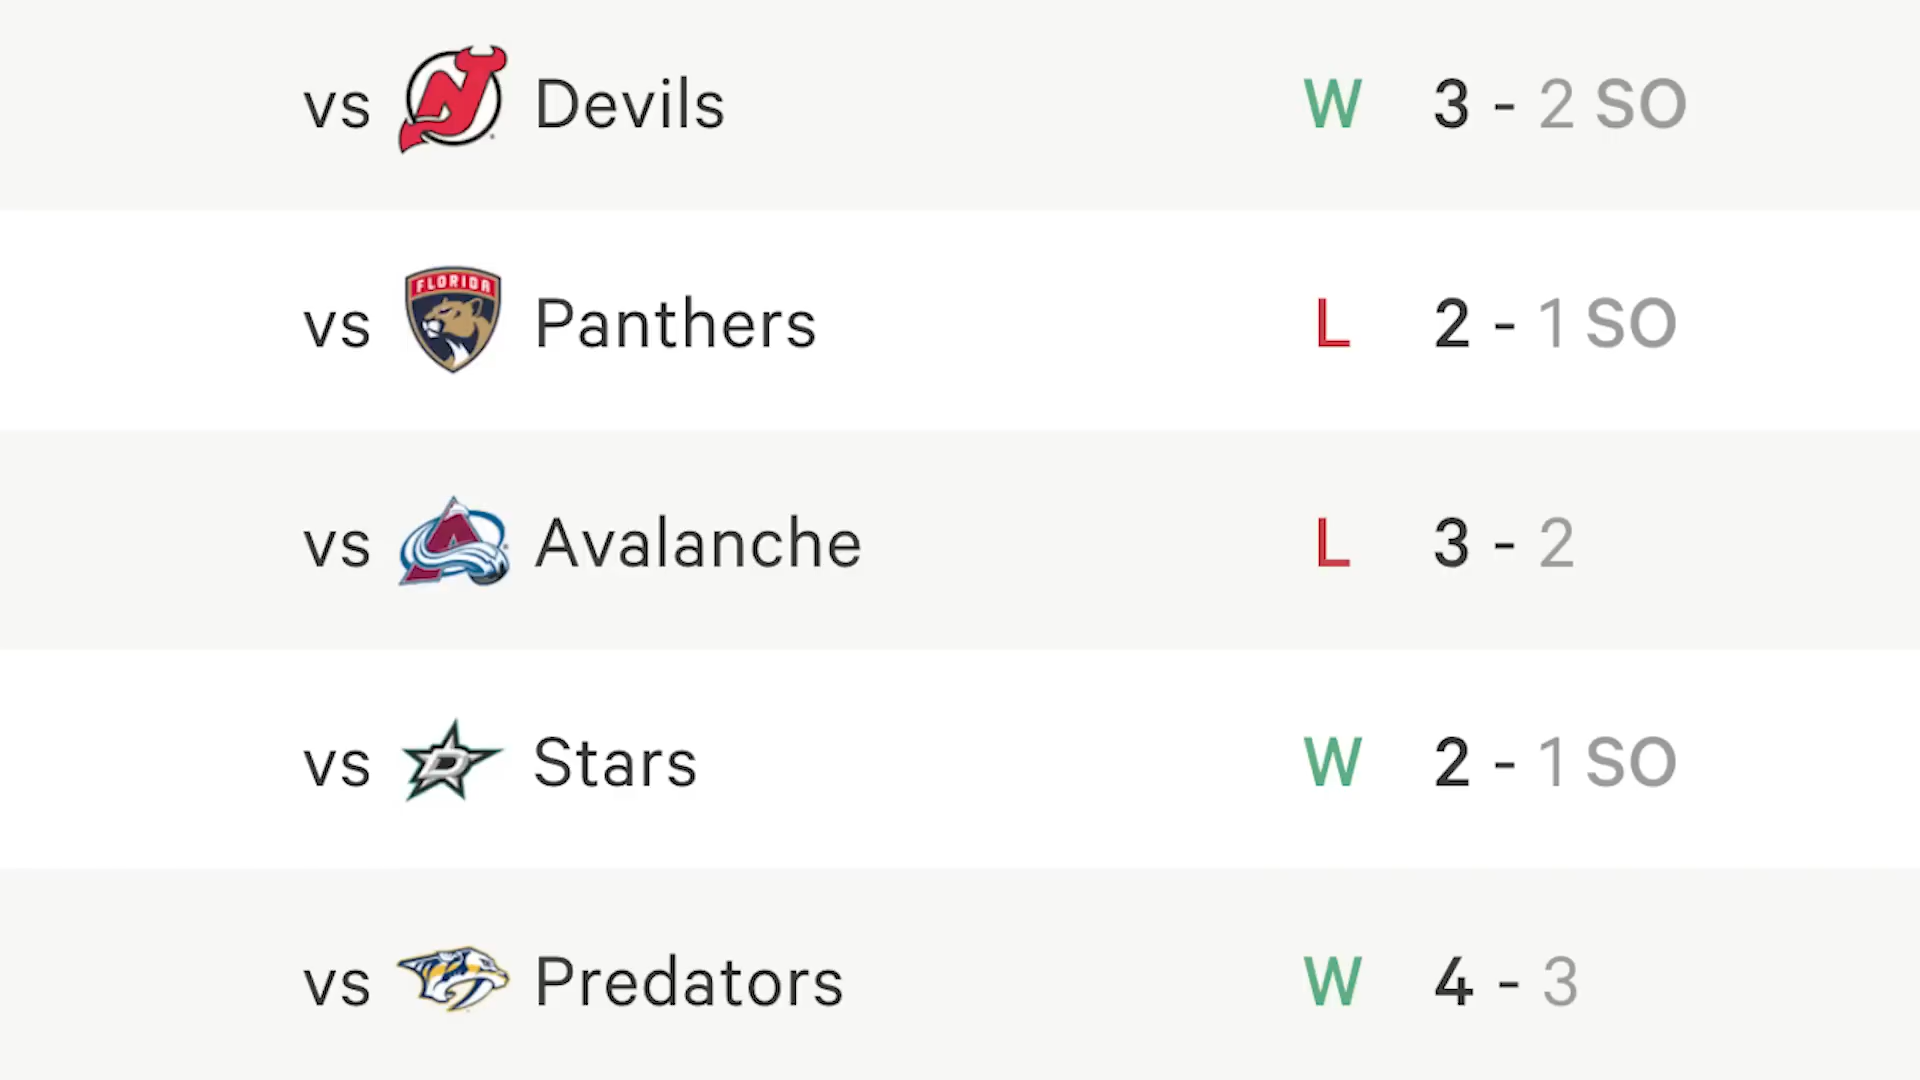 vs Devils W 3 - 2 SO
vs FLORIDA Panthers L 2 - 1 SO
vs Avalanche L 3 - 2
vs Stars W 2 - 1 SO
vs Predators W 4 - 3